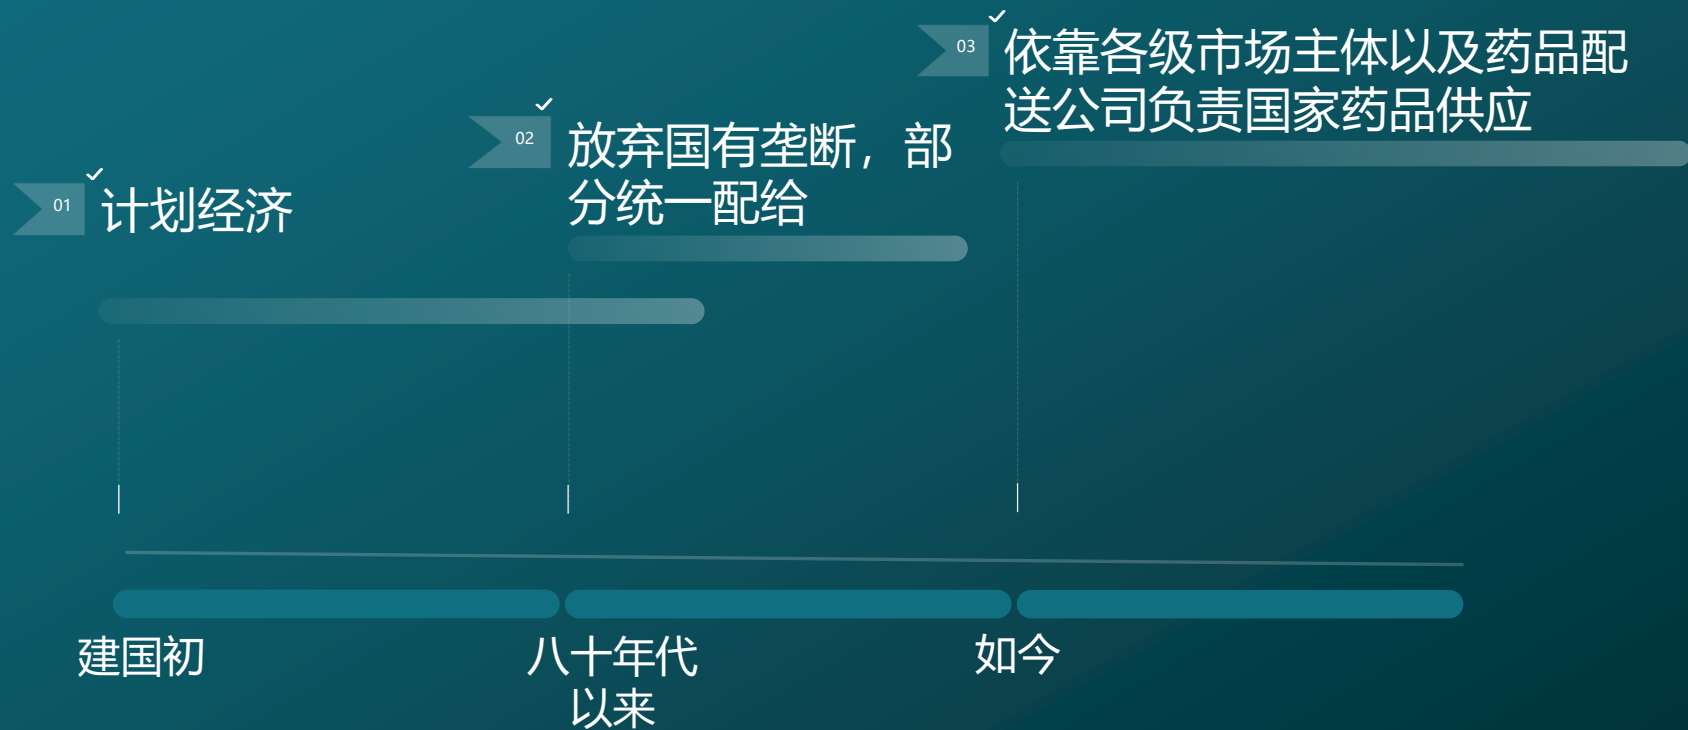 01
计划经济
02
放弃国有垄断，部
分统一配给
03
依靠各级市场主体以及药品配
送公司负责国家药品供应
建国初
八十年代
以来
如今